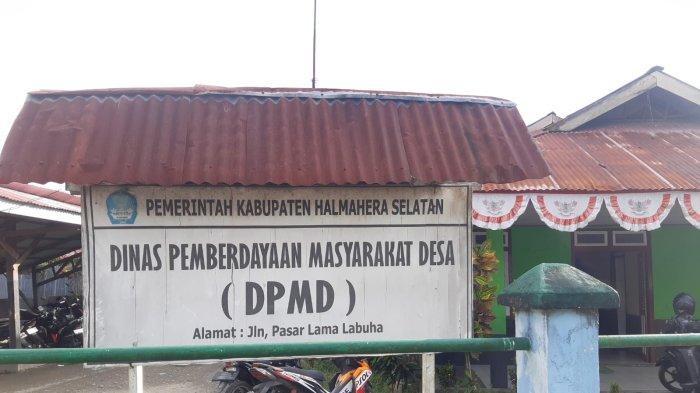 PEMERINTAH KABUPATEN HALMAHERA SELATAN
DINAS PEMBERDAYAAN MASYARAKAT DESA
( DPMD )
Alamat : Jln, Pasar Lama Labuha